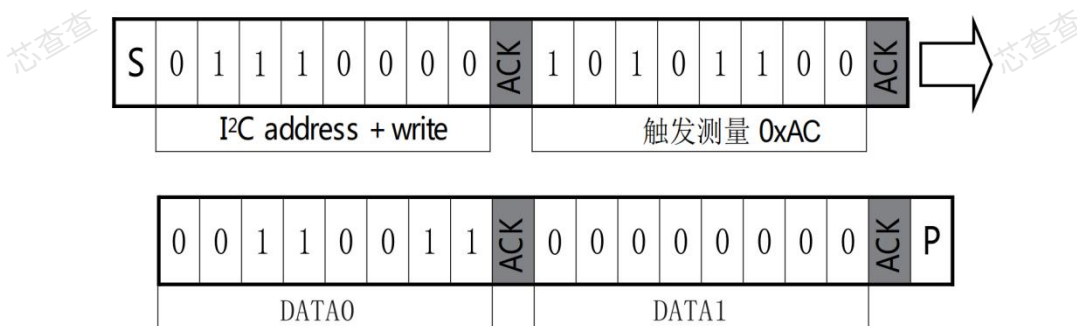 芯查查 芯查查
S 0 1 1 1 0 0 0 0 ACK 1 0 1 0 1 1 0 0 ACK
I²C address + write 触发测量 0xAC
0 0 1 1 0 0 1 1 ACK 0 0 0 0 0 0 0 0 ACK P
DATA0 DATA1